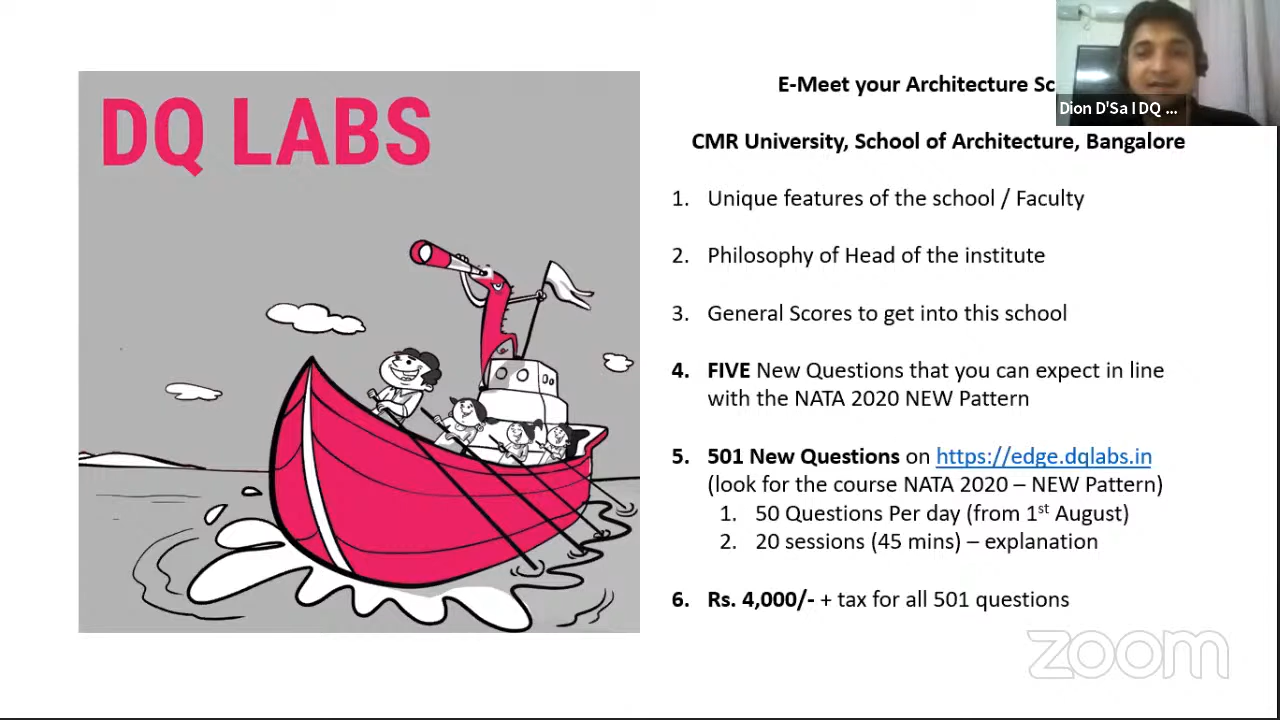 DQ LABS
E-Meet your Architecture
Dion D'Sa I DQ ...
CMR University, School of Architecture, Bangalore
1. Unique features of the school / Faculty
2. Philosophy of Head of the institute
3. General Scores to get into this school
4. FIVE New Questions that you can expect in line
with the NATA 2020 NEW Pattern
5. 501 New Questions on https://edge.dqlabs.in
(look for the course NATA 2020 – NEW Pattern)
1. 50 Questions Per day (from 1st August)
2. 20 sessions (45 mins) – explanation
6. Rs. 4,000/- + tax for all 501 questions
zoom